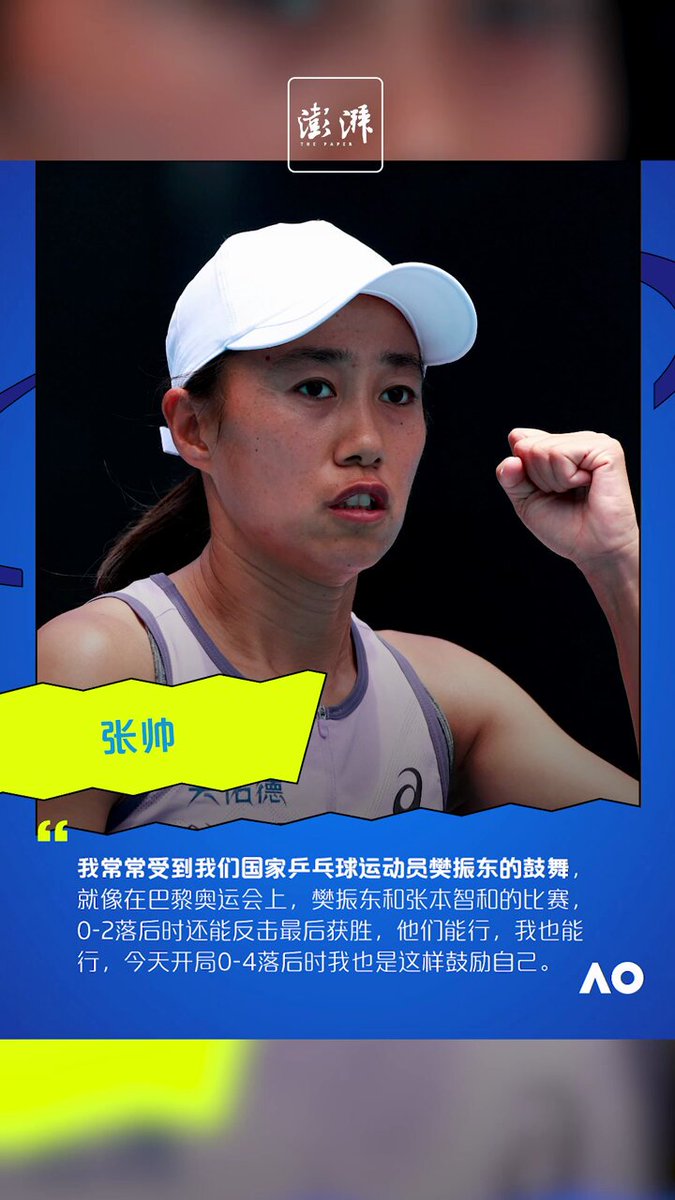 澎湃
THE PAPER
张帅
我常常受到我们国家乒乓球运动员樊振东的鼓舞，
就像在巴黎奥运会上，樊振东和张本智和的比赛，
0-2落后时还能反击最后获胜，他们能行，我也能
行，今天开局0-4落后时我也是这样鼓励自己。
AO